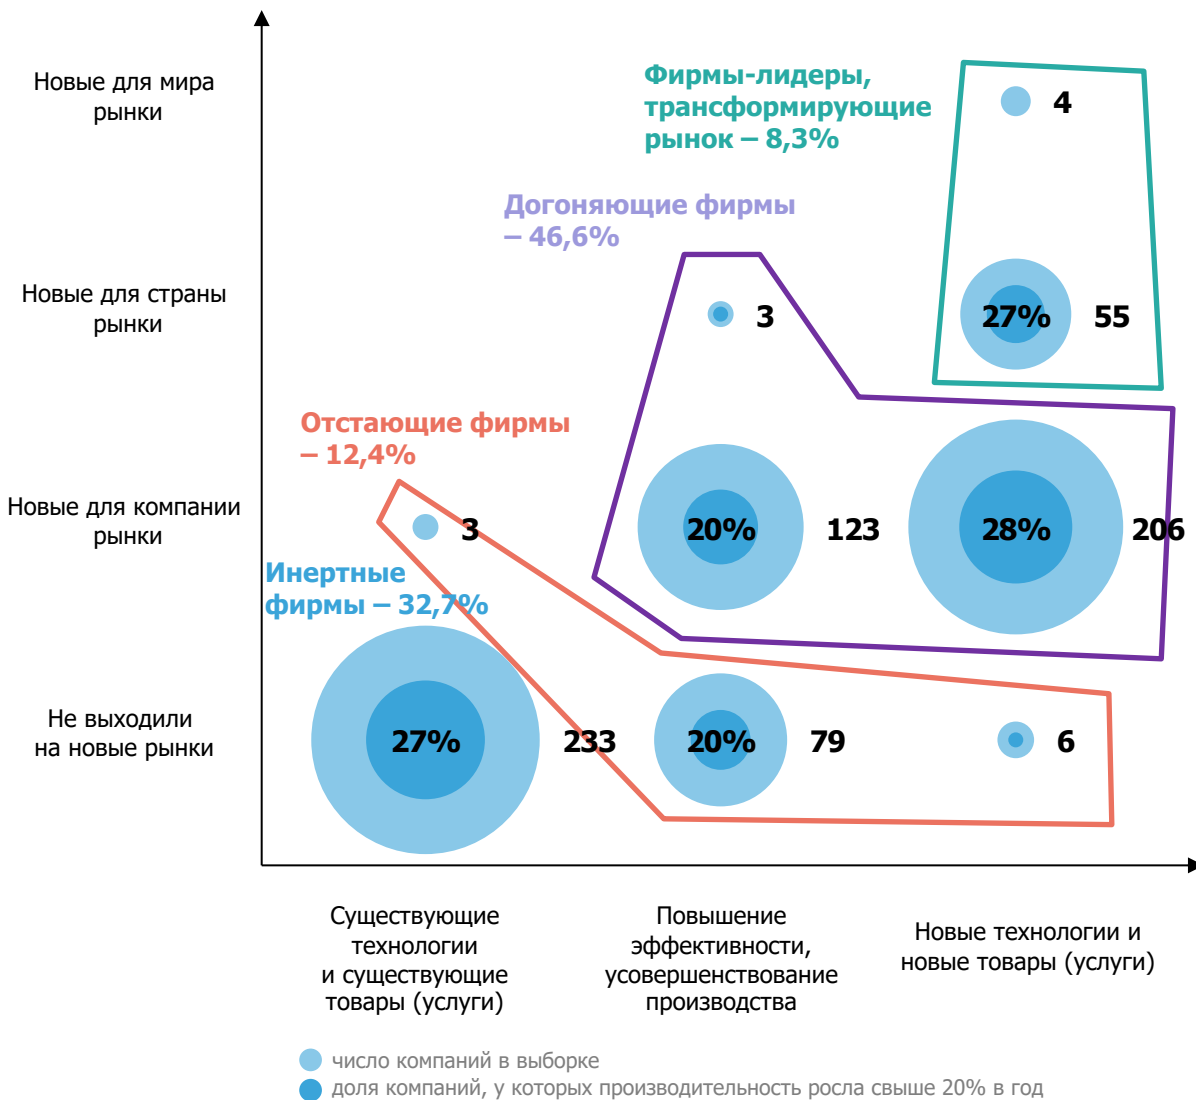 Новые для мира
рынки
Фирмы-лидеры,
трансформирующие
рынок – 8,3%
4
Догоняющие фирмы
– 46,6%
Новые для страны
рынки
3
27%
55
Отстающие фирмы
– 12,4%
Новые для компании
рынки
3
20%
123
28%
206
Инертные
фирмы – 32,7%
Не выходили
на новые рынки
27%
233
20%
79
6
Существующие
технологии
и существующие
товары (услуги)
Повышение
эффективности,
усовершенствование
производства
Новые технологии и
новые товары (услуги)
число компаний в выборке
доля компаний, у которых производительность росла свыше 20% в год